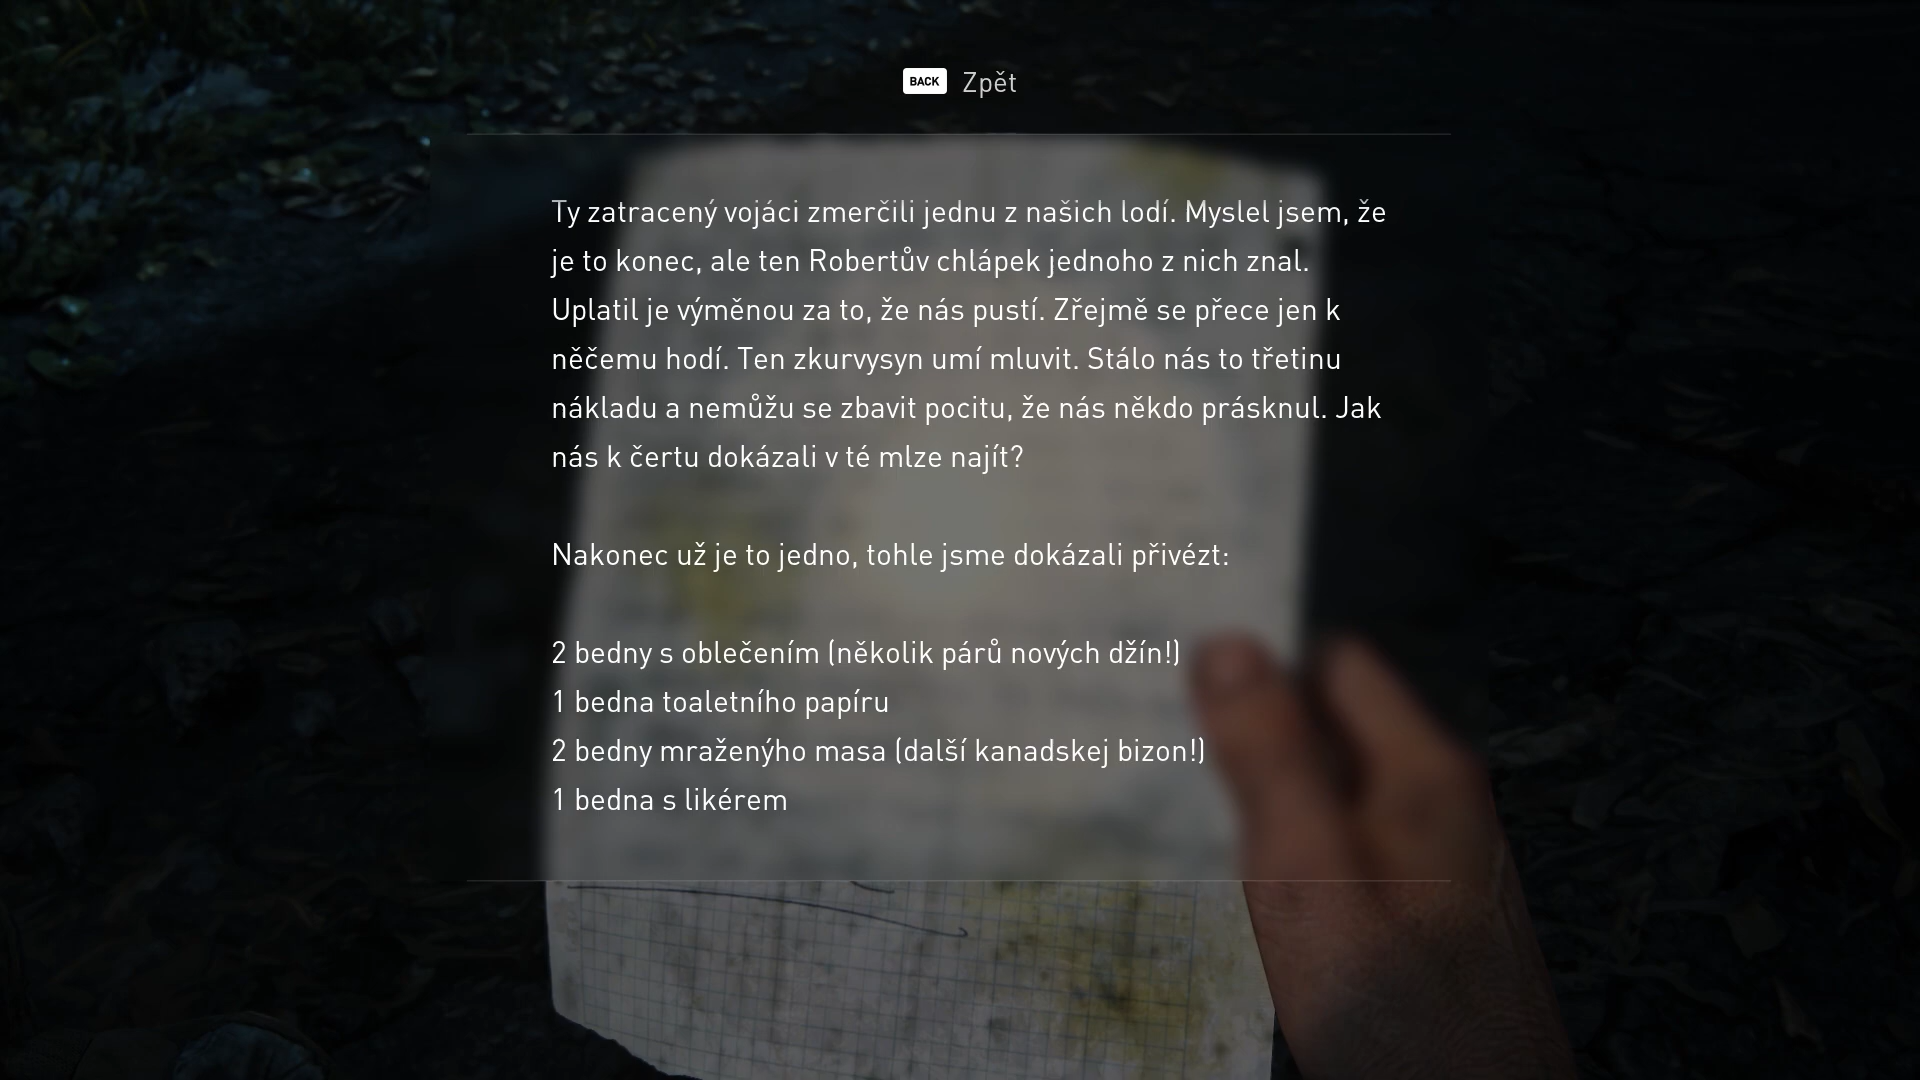 BACK Zpět
Ty zatracený vojáci zmerčili jednu z našich lodí. Myslel jsem, že
je to konec, ale ten Robertův chlápek jednoho z nich znal.
Uplatil je výměnou za to, že nás pustí. Zřejmě se přece jen k
něčemu hodí. Ten zkurvysyn umí mluvit. Stálo nás to třetinu
nákladu a nemůžu se zbavit pocitu, že nás někdo prásknul. Jak
nás k čertu dokázali v té mlze najít?
Nakonec už je to jedno, tohle jsme dokázali přivézt:
2 bedny s oblečením (několik párů nových džín!)
1 bedna toaletního papíru
2 bedny mraženýho masa (další kanadskej bizon!)
1 bedna s likérem